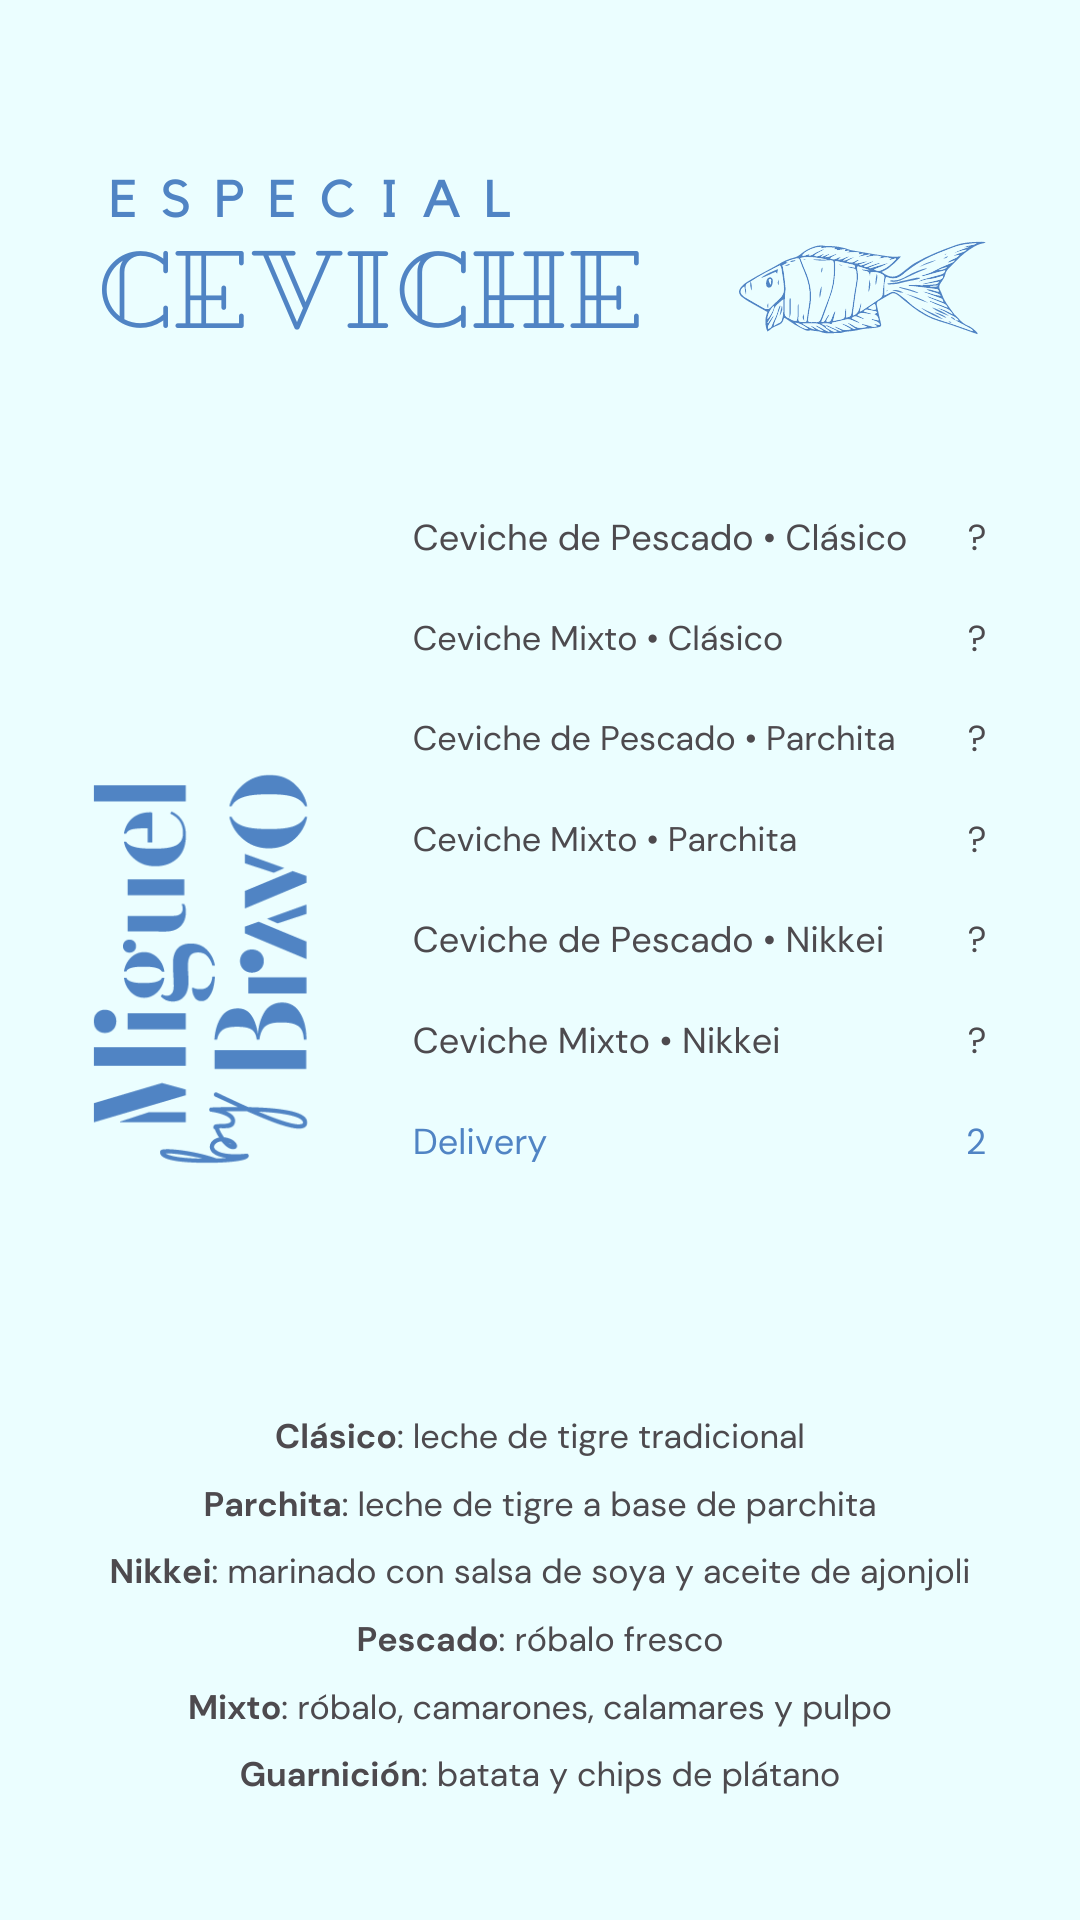 ESPECIAL
CEVICHE
Ceviche de Pescado • Clásico ?
Ceviche Mixto • Clásico ?
Ceviche de Pescado • Parchita ?
Ceviche Mixto • Parchita ?
Ceviche de Pescado • Nikkei ?
Ceviche Mixto • Nikkei ?
Delivery 2
Miguel
by Bravo
Clásico: leche de tigre tradicional
Parchita: leche de tigre a base de parchita
Nikkei: marinado con salsa de soya y aceite de ajonjoli
Pescado: róbalo fresco
Mixto: róbalo, camarones, calamares y pulpo
Guarnición: batata y chips de plátano